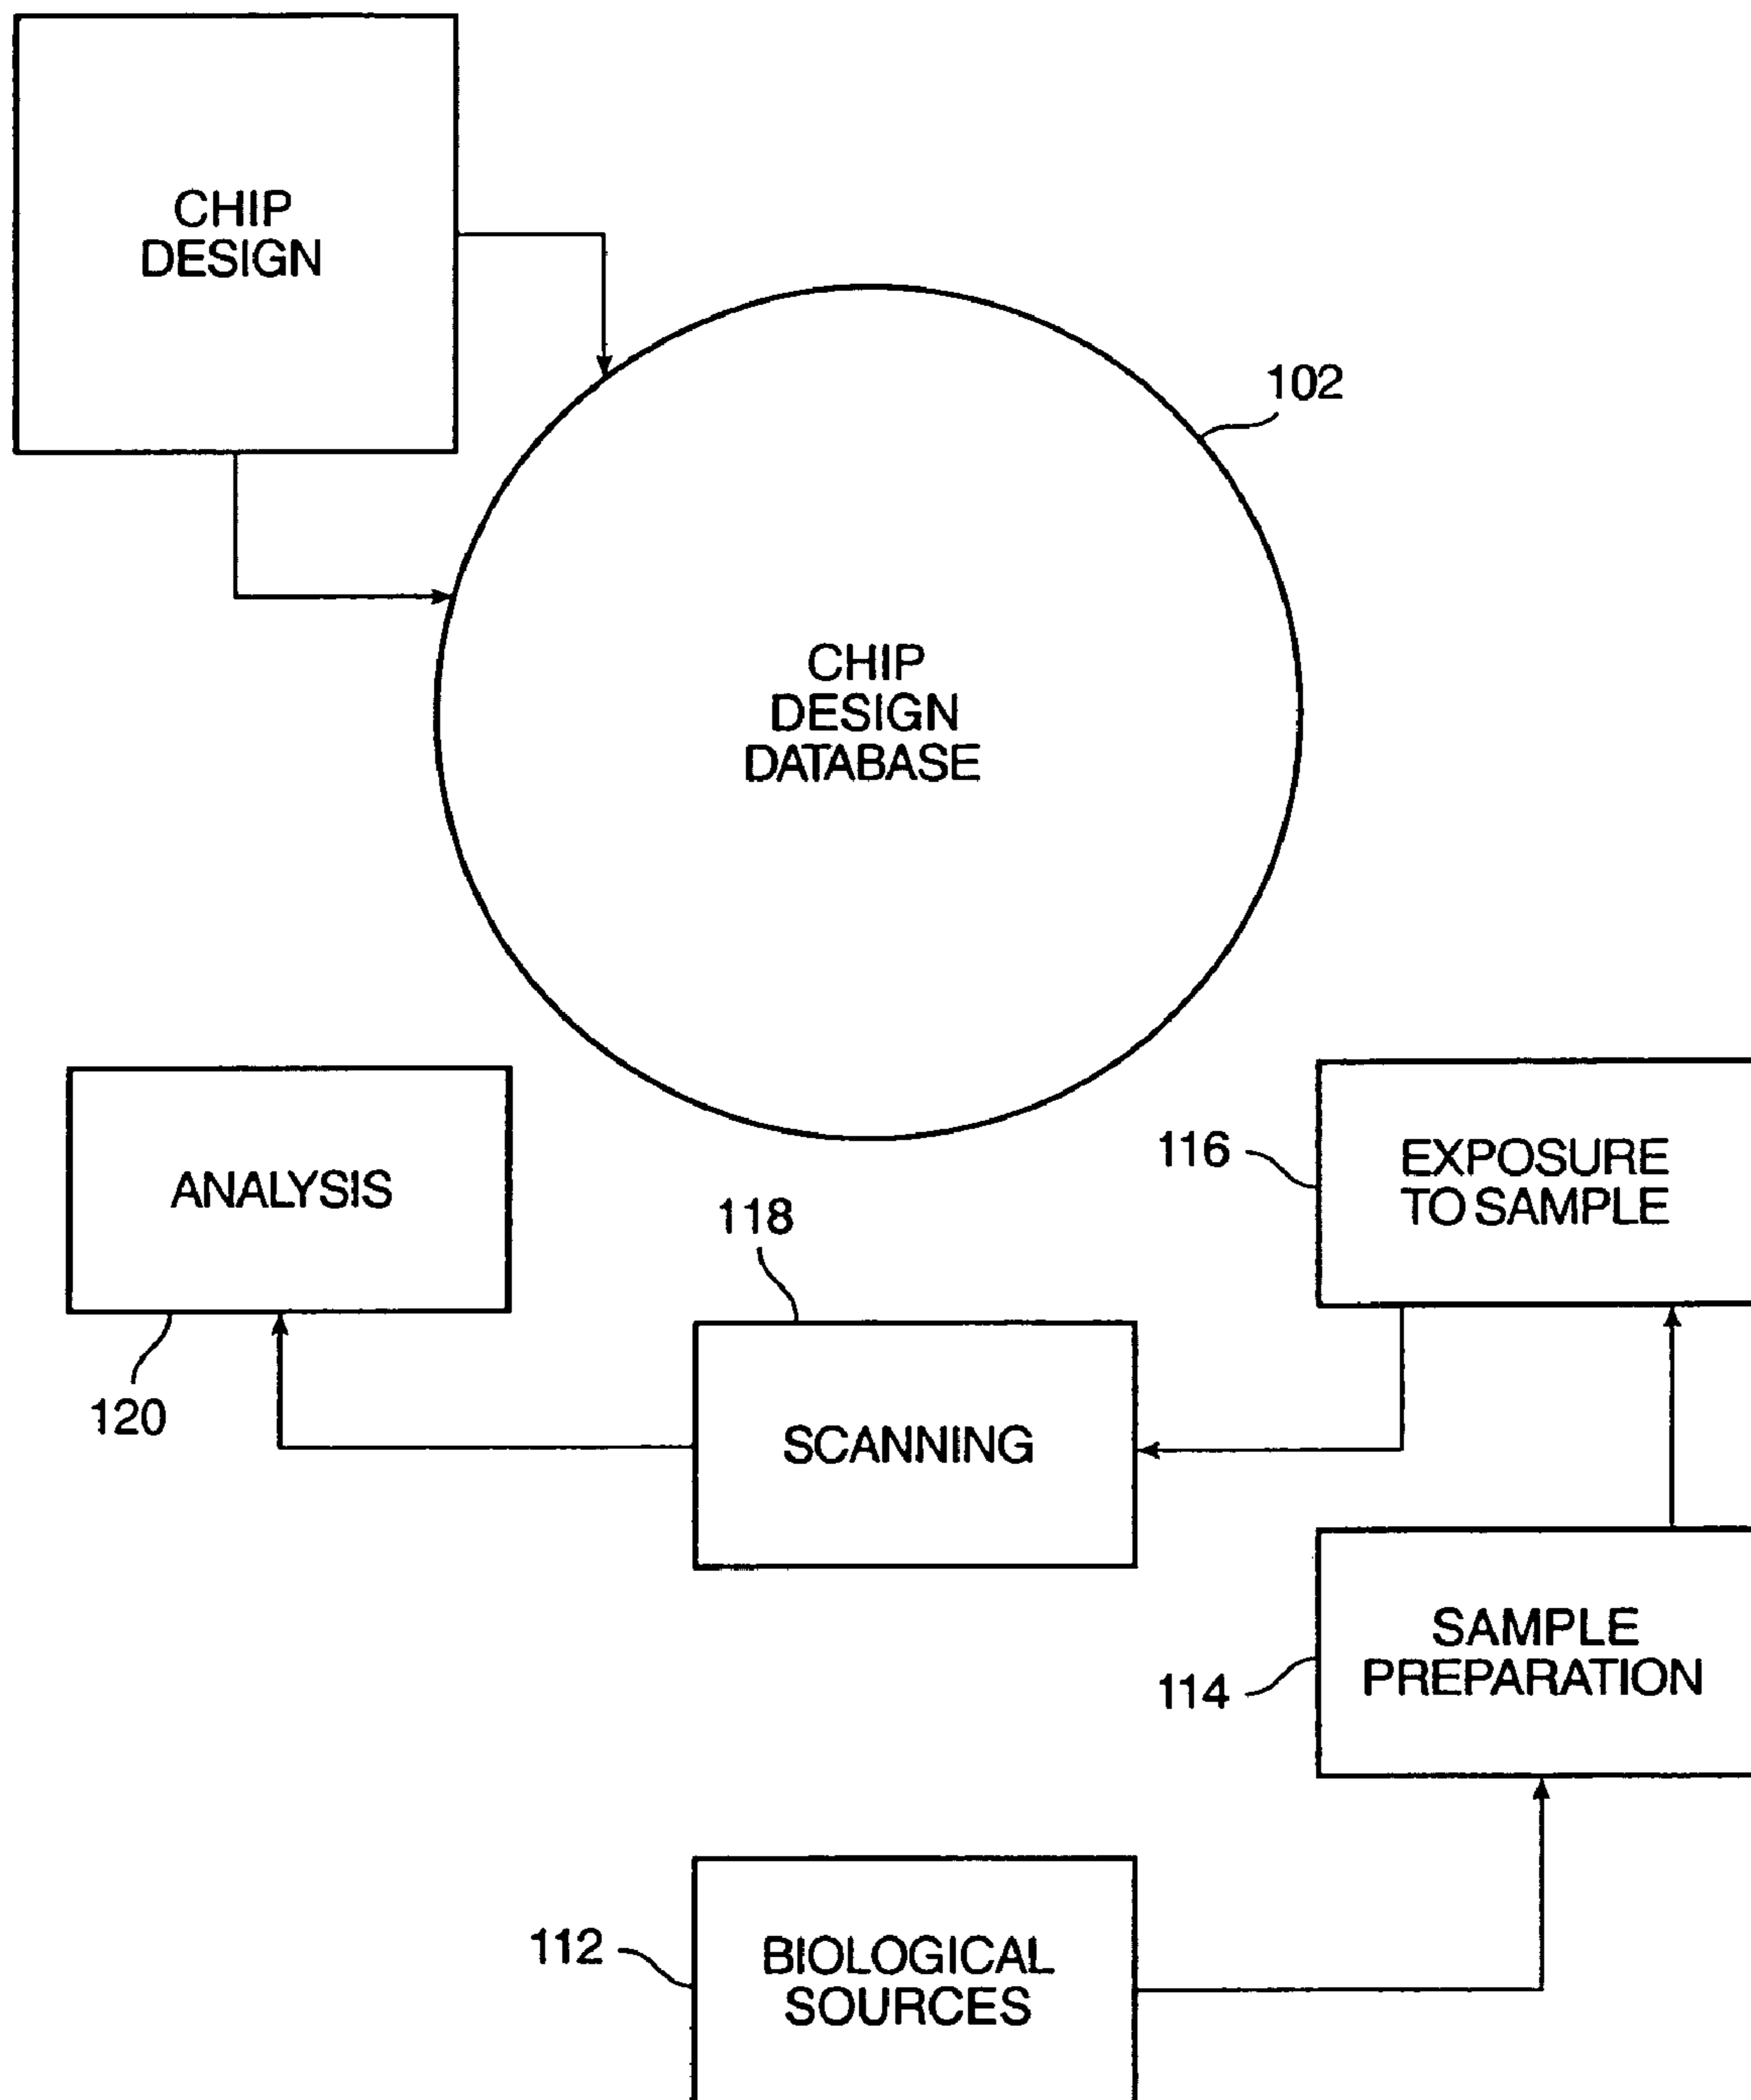 CHIP
DESIGN
102
CHIP
DESIGN
DATABASE
ANALYSIS
120
118
SCANNING
116
EXPOSURE
TO SAMPLE
114
SAMPLE
PREPARATION
112
BIOLOGICAL
SOURCES